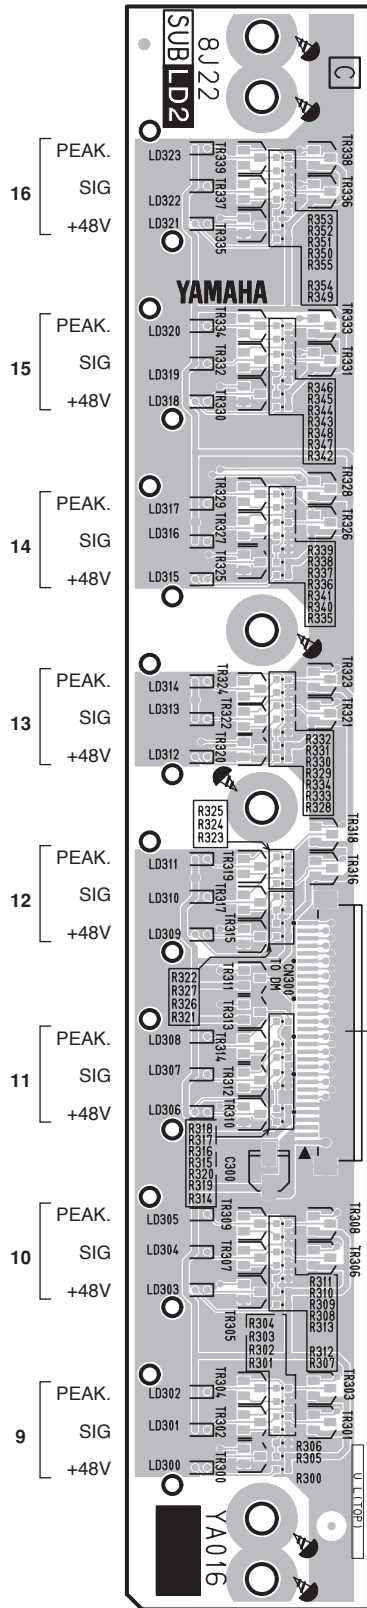 SUB LD2
8J22
C
16
PEAK.
SIG
+48V
LD323
LD322
LD321
TR339
TR337
TR335
TR338
TR336
R353
R352
R351
R350
R355
R354
R349
YAMAHA
15
PEAK.
SIG
+48V
LD320
LD319
LD318
TR334
TR332
TR330
TR333
TR331
R346
R345
R344
R343
R348
R347
R342
14
PEAK.
SIG
+48V
LD317
LD316
LD315
TR329
TR327
TR325
TR328
TR326
R339
R338
R337
R336
R341
R340
R335
13
PEAK.
SIG
+48V
LD314
LD313
LD312
TR324
TR322
TR320
TR323
TR321
R332
R331
R330
R329
R334
R333
R328
R325
R324
R323
TR318
TR316
12
PEAK.
SIG
+48V
LD311
LD310
LD309
TR319
TR317
TR315
R322
R327
R326
R321
TR311
TR313
CN300
TO DM
11
PEAK.
SIG
+48V
LD308
LD307
LD306
TR314
TR312
TR310
R318
R317
R316
R315
R320
R319
R314
C300
10
PEAK.
SIG
+48V
LD305
LD304
LD303
TR309
TR307
TR305
TR308
TR306
R311
R310
R309
R308
R313
R312
R307
R304
R303
R302
R301
9
PEAK.
SIG
+48V
LD302
LD301
LD300
TR304
TR302
TR300
TR303
TR301
R306
R305
R300
U L(TOP)
YA016